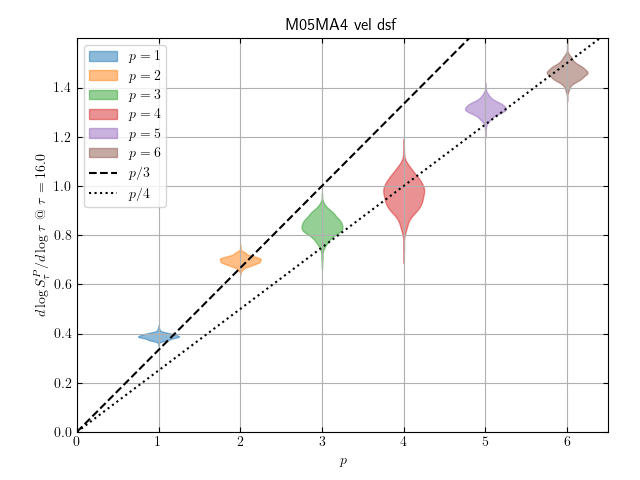 M05MA4 vel dsf
p = 1
p = 2
p = 3
p = 4
p = 5
p = 6
p/3
p/4
d log S_τ^P / d log τ @ τ = 16.0
1.4
1.2
1.0
0.8
0.6
0.4
0.2
0.0
0 1 2 3 4 5 6
p